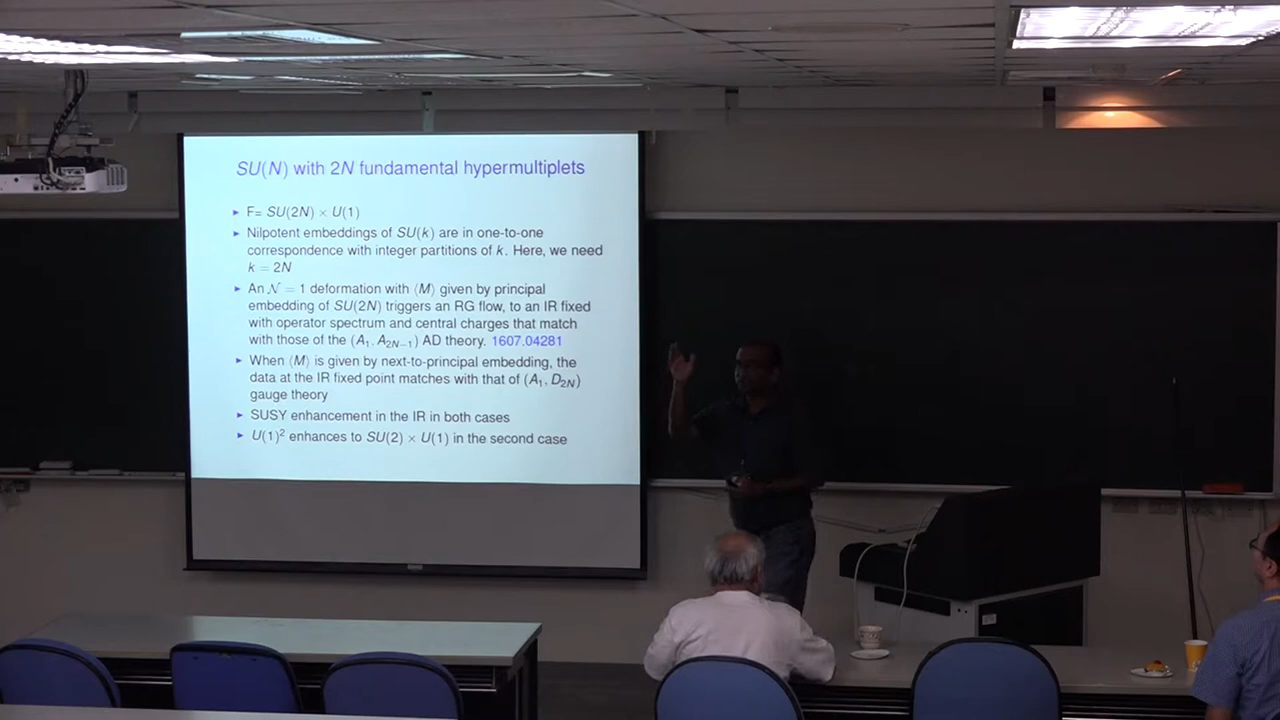 SU(N) with 2N fundamental hypermultiplets
► F= SU(2N) × U(1)
► Nilpotent embeddings of SU(k) are in one-to-one
correspondence with integer partitions of k. Here, we need
k = 2N
► An 𝒩 = 1 deformation with ⟨M⟩ given by principal
embedding of SU(2N) triggers an RG flow, to an IR fixed
with operator spectrum and central charges that match
with those of the (A₁, A₂ₙ₋₁) AD theory. 1607.04281
► When ⟨M⟩ is given by next-to-principal embedding, the
data at the IR fixed point matches with that of (A₁, D₂ₙ)
gauge theory
► SUSY enhancement in the IR in both cases
► U(1)² enhances to SU(2) × U(1) in the second case